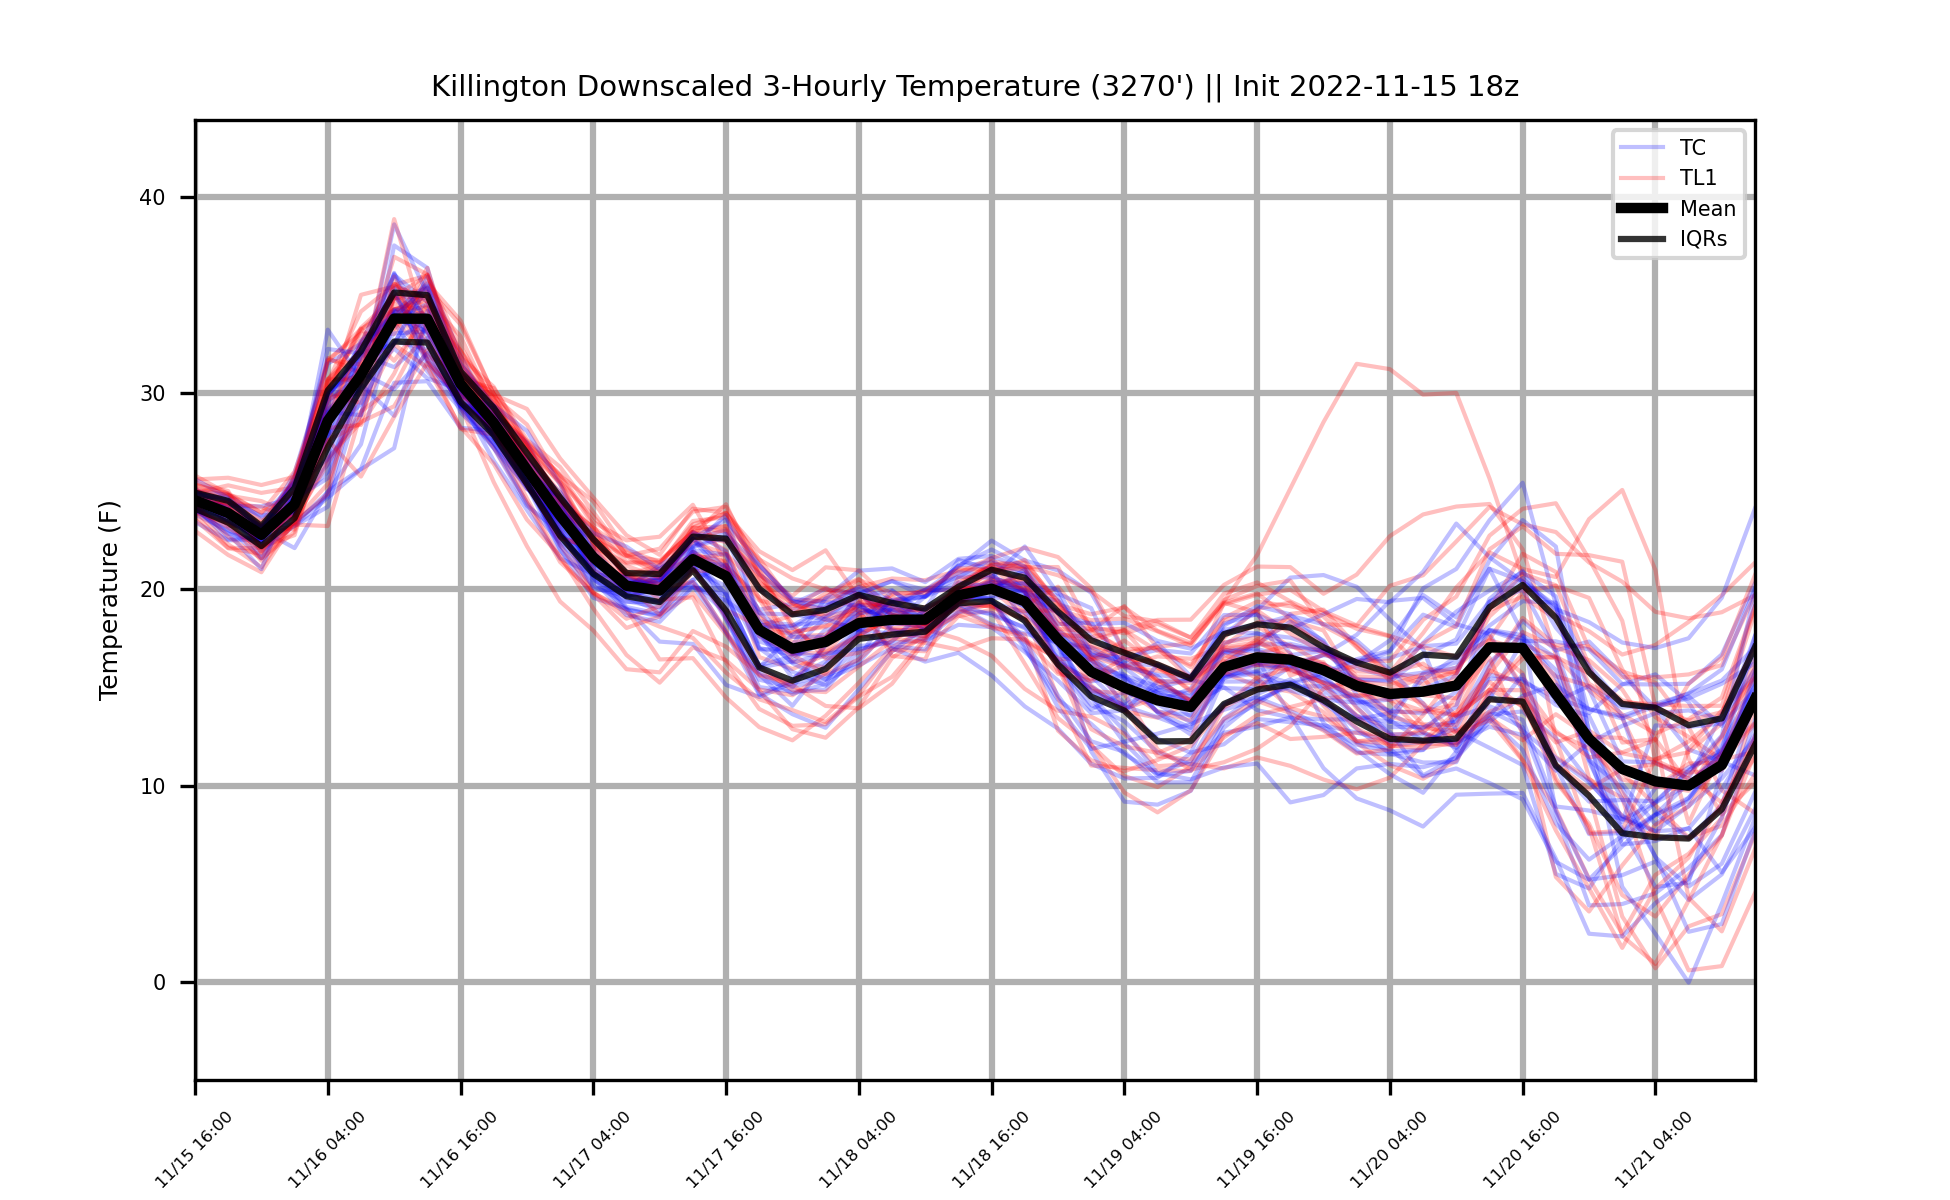 Killington Downscaled 3-Hourly Temperature (3270') || Init 2022-11-15 18z
TC
TL1
Mean
IQRs
Temperature (F)
40
30
20
10
0
11/15 16:00
11/16 04:00
11/16 16:00
11/17 04:00
11/17 16:00
11/18 04:00
11/18 16:00
11/19 04:00
11/19 16:00
11/20 04:00
11/20 16:00
11/21 04:00